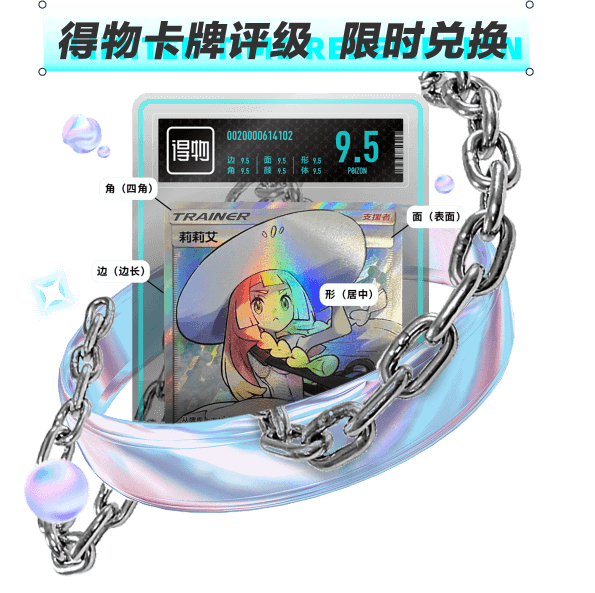 得物卡牌评级 限时兑换
得物
0020000614102
边 9.5 面 9.5 形 9.5
角 9.5 颜 9.5 体 9.5
9.5
POIZON
角（四角）
面（表面）
TRAINER
支援者
莉莉艾
边（边长）
形（居中）